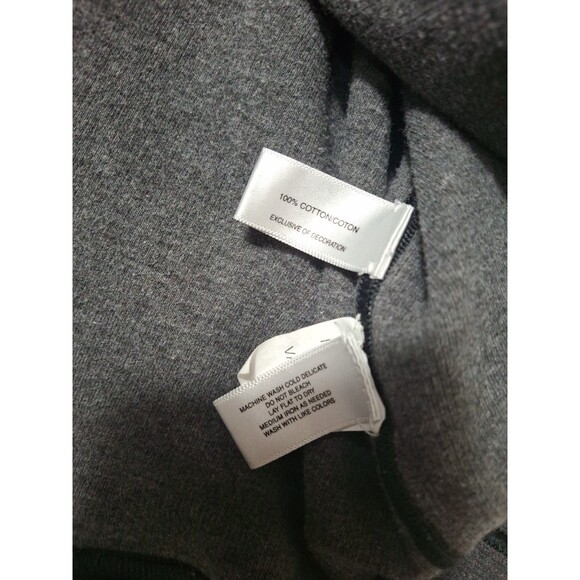 100% COTTON/COTON
EXCLUSIVE OF DECORATION
MACHINE WASH COLD DELICATE
DO NOT BLEACH
LAY FLAT TO DRY
MEDIUM IRON AS NEEDED
WASH WITH LIKE COLORS